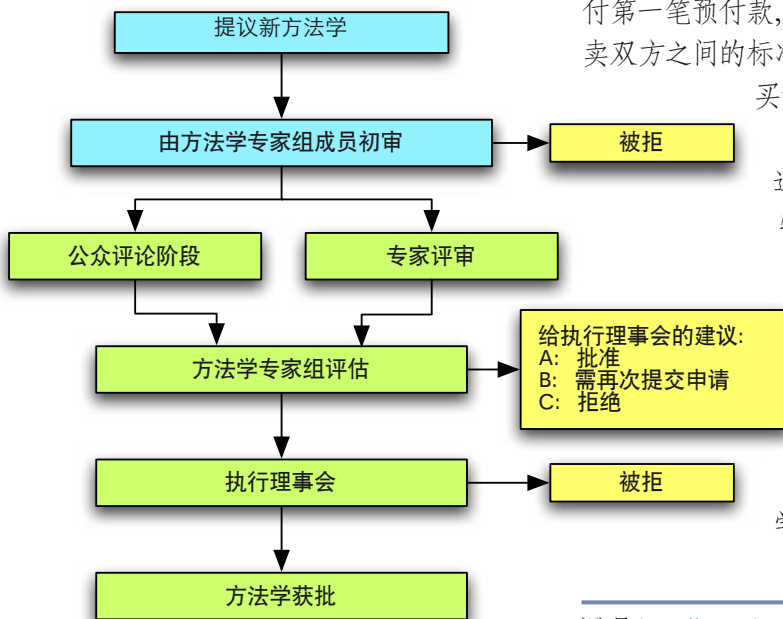 提议新方法学
由方法学专家组成员初审
被拒
公众评论阶段
专家评审
方法学专家组评估
给执行理事会的建议:
A: 批准
B: 需再次提交申请
C: 拒绝
执行理事会
被拒
方法学获批
付第一笔预付款,
卖双方之间的标准
买